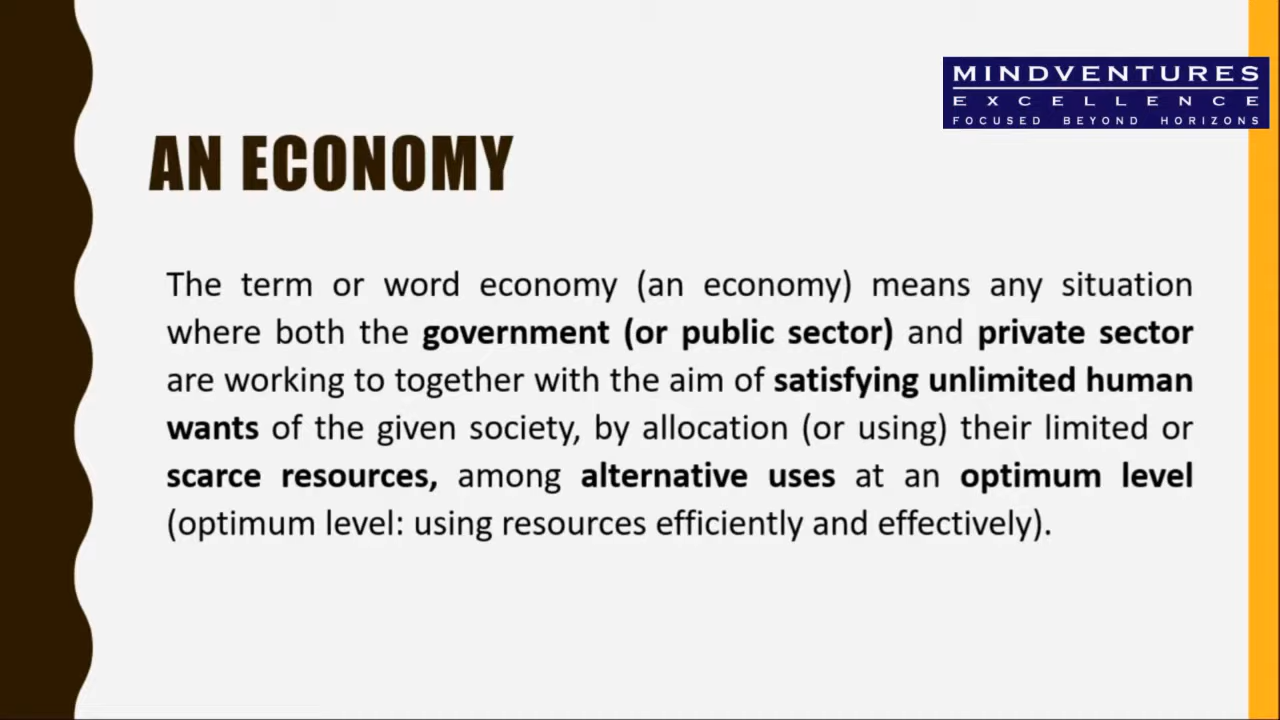 MINDVENTURES
EXCELLENCE
FOCUSED BEYOND HORIZONS
AN ECONOMY
The term or word economy (an economy) means any situation
where both the government (or public sector) and private sector
are working to together with the aim of satisfying unlimited human
wants of the given society, by allocation (or using) their limited or
scarce resources, among alternative uses at an optimum level
(optimum level: using resources efficiently and effectively).